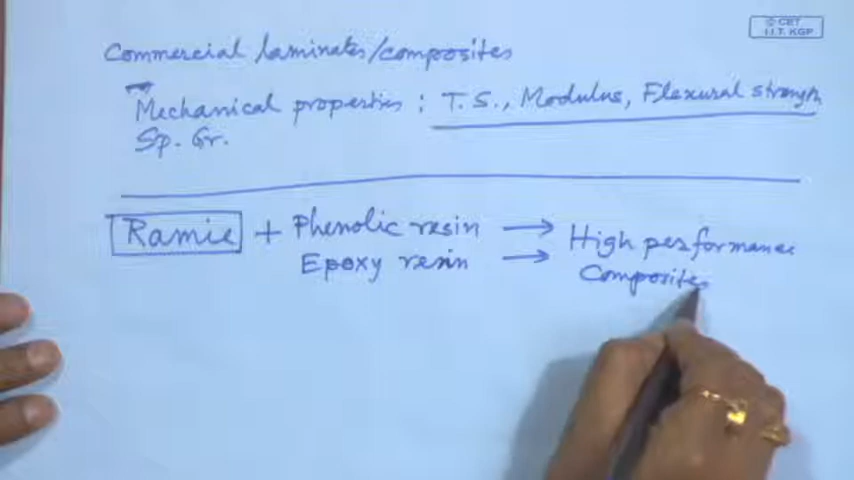 © CET
I.I.T. KGP
Commercial laminates/composites
Mechanical properties : T.S., Modulus, Flexural strength
Sp. Gr.
Ramie + Phenolic resin → High performance
Epoxy resin → Composites